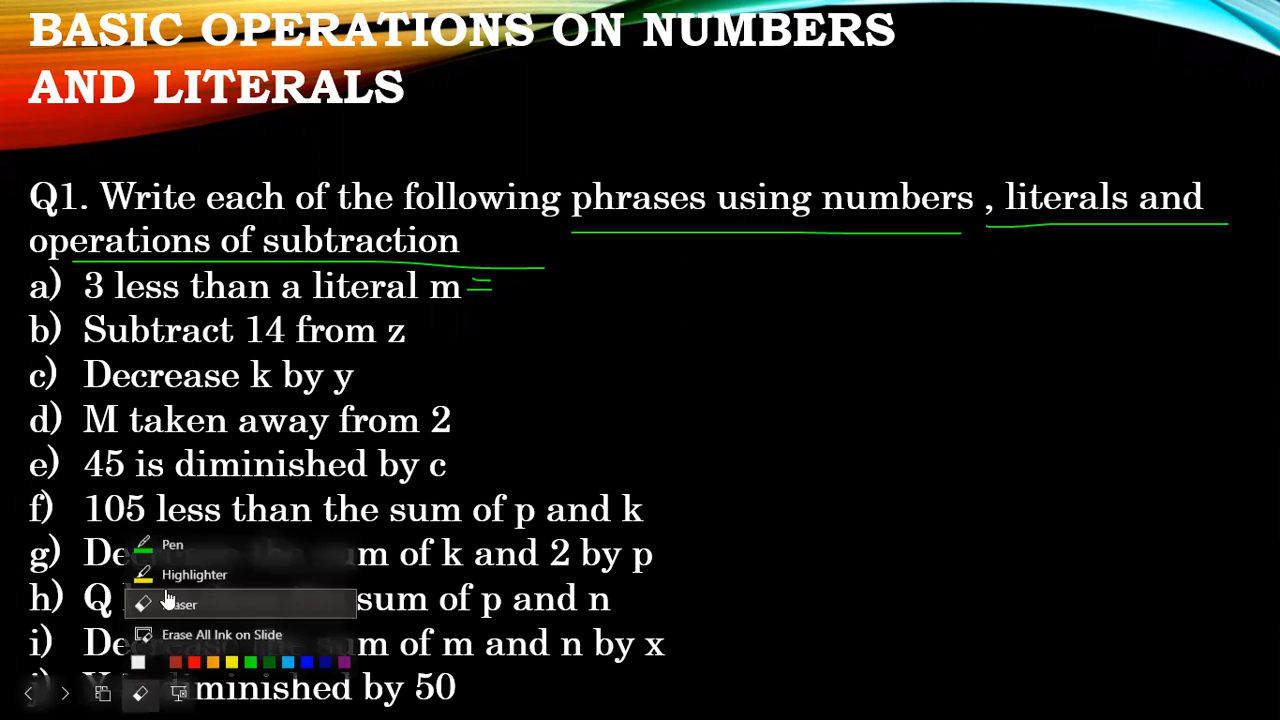 BASIC OPERATIONS ON NUMBERS
AND LITERALS
Q1. Write each of the following phrases using numbers , literals and
operations of subtraction
a) 3 less than a literal m =
b) Subtract 14 from z
c) Decrease k by y
d) M taken away from 2
e) 45 is diminished by c
f) 105 less than the sum of p and k
g) sum of k and 2 by p
h) Q sum of p and n
i) sum of m and n by x
j) diminished by 50
Pen
Highlighter
Erase All Ink on Slide